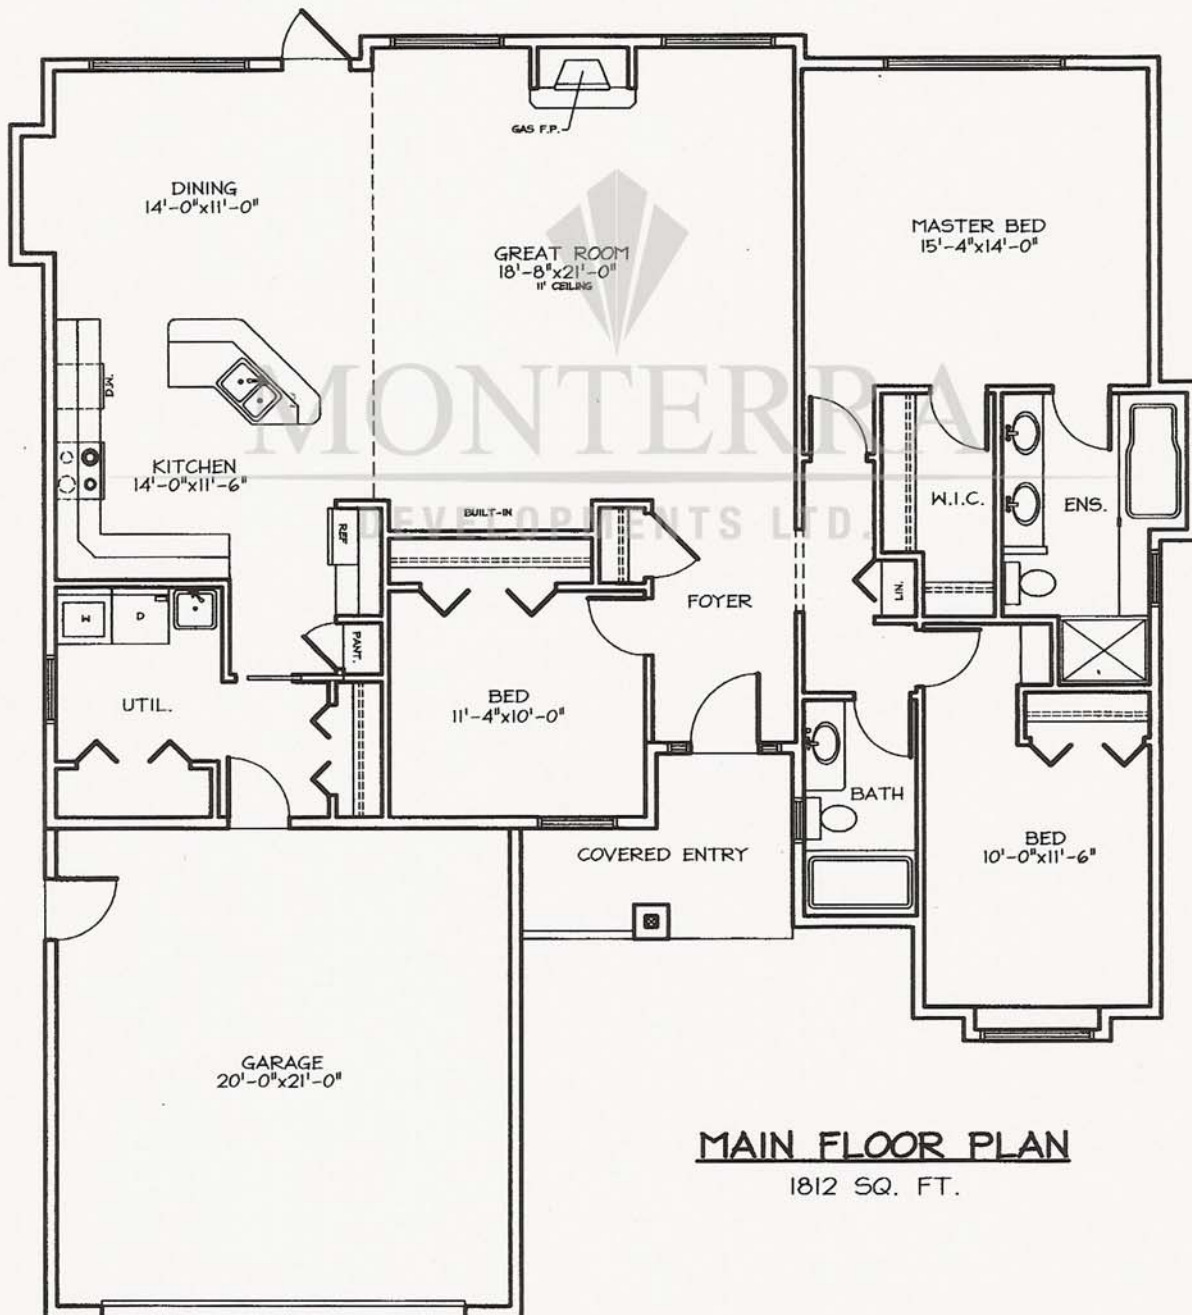 GAS F.P.
DINING
14'-0"x11'-0"
GREAT ROOM
18'-8"x21'-0"
11' CEILING
MASTER BED
15'-4"x14'-0"
MONTERRA
DEVELOPMENTS LTD.
D.W.
KITCHEN
14'-0"x11'-6"
BUILT-IN
REF
W.I.C.
ENS.
FOYER
LIN.
W
D
PANT.
UTIL.
BED
11'-4"x10'-0"
BATH
COVERED ENTRY
BED
10'-0"x11'-6"
GARAGE
20'-0"x21'-0"
MAIN FLOOR PLAN
1812 SQ. FT.